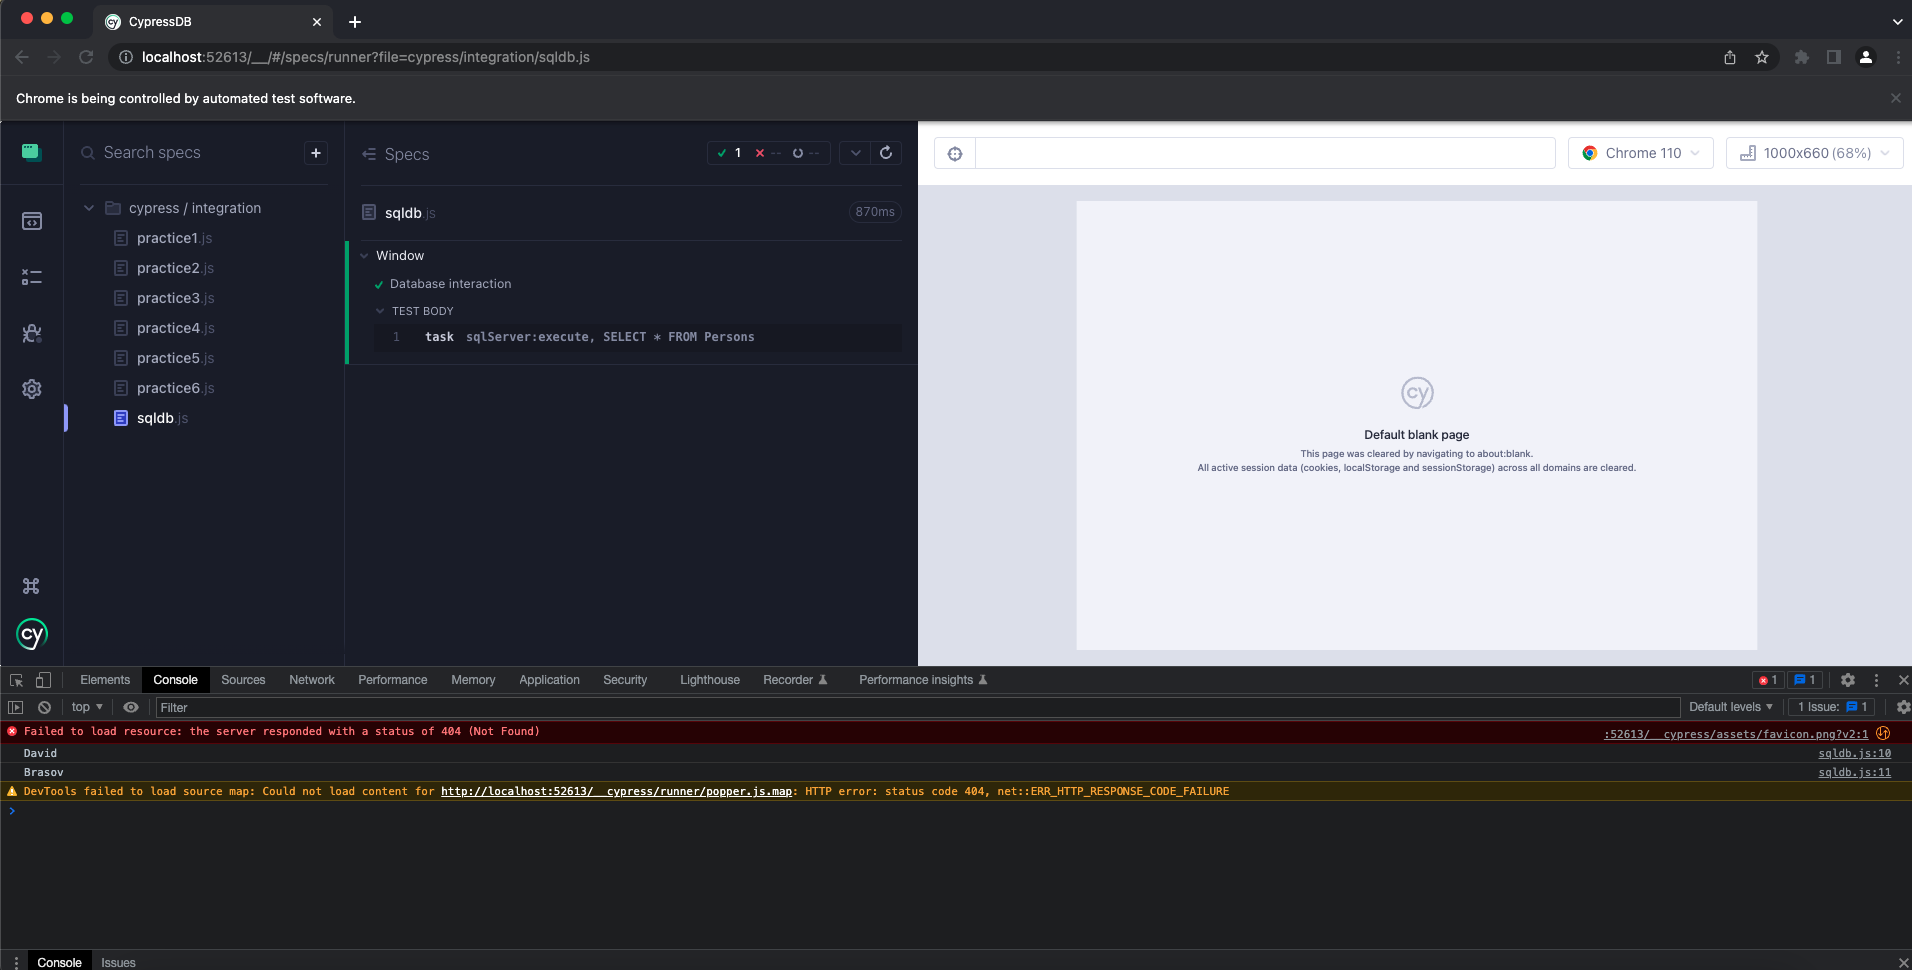 CypressDB
localhost:52613/__/#/specs/runner?file=cypress/integration/sqldb.js
Chrome is being controlled by automated test software.
Search specs
+
cypress / integration
practice1.js
practice2.js
practice3.js
practice4.js
practice5.js
practice6.js
sqldb.js
cy
Specs
1 -- --
sqldb.js 870ms
Window
Database interaction
TEST BODY
1 task sqlServer:execute, SELECT * FROM Persons
Chrome 110
1000x660 (68%)
cy
Default blank page
This page was cleared by navigating to about:blank.
All active session data (cookies, localStorage and sessionStorage) across all domains are cleared.
Elements Console Sources Network Performance Memory Application Security Lighthouse Recorder Performance insights 1 1
top Filter Default levels 1 Issue: 1
Failed to load resource: the server responded with a status of 404 (Not Found) :52613/__cypress/assets/favicon.png?v2:1
David sqldb.js:10
Brasov sqldb.js:11
DevTools failed to load source map: Could not load content for http://localhost:52613/__cypress/runner/popper.js.map: HTTP error: status code 404, net::ERR_HTTP_RESPONSE_CODE_FAILURE
Console Issues